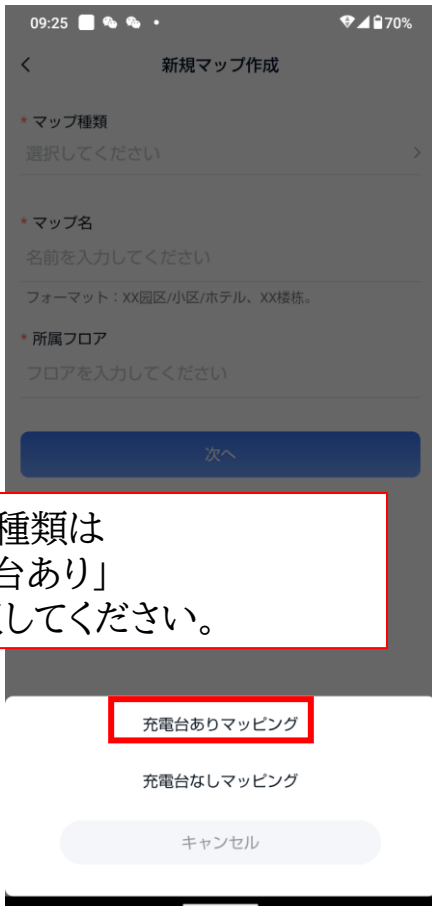 09:25
70%
新規マップ作成
* マップ種類
選択してください
* マップ名
名前を入力してください
フォーマット：XX园区/小区/ホテル、XX楼栋。
* 所属フロア
フロアを入力してください
次へ
種類は
台あり」
してください。
充電台ありマッピング
充電台なしマッピング
キャンセル